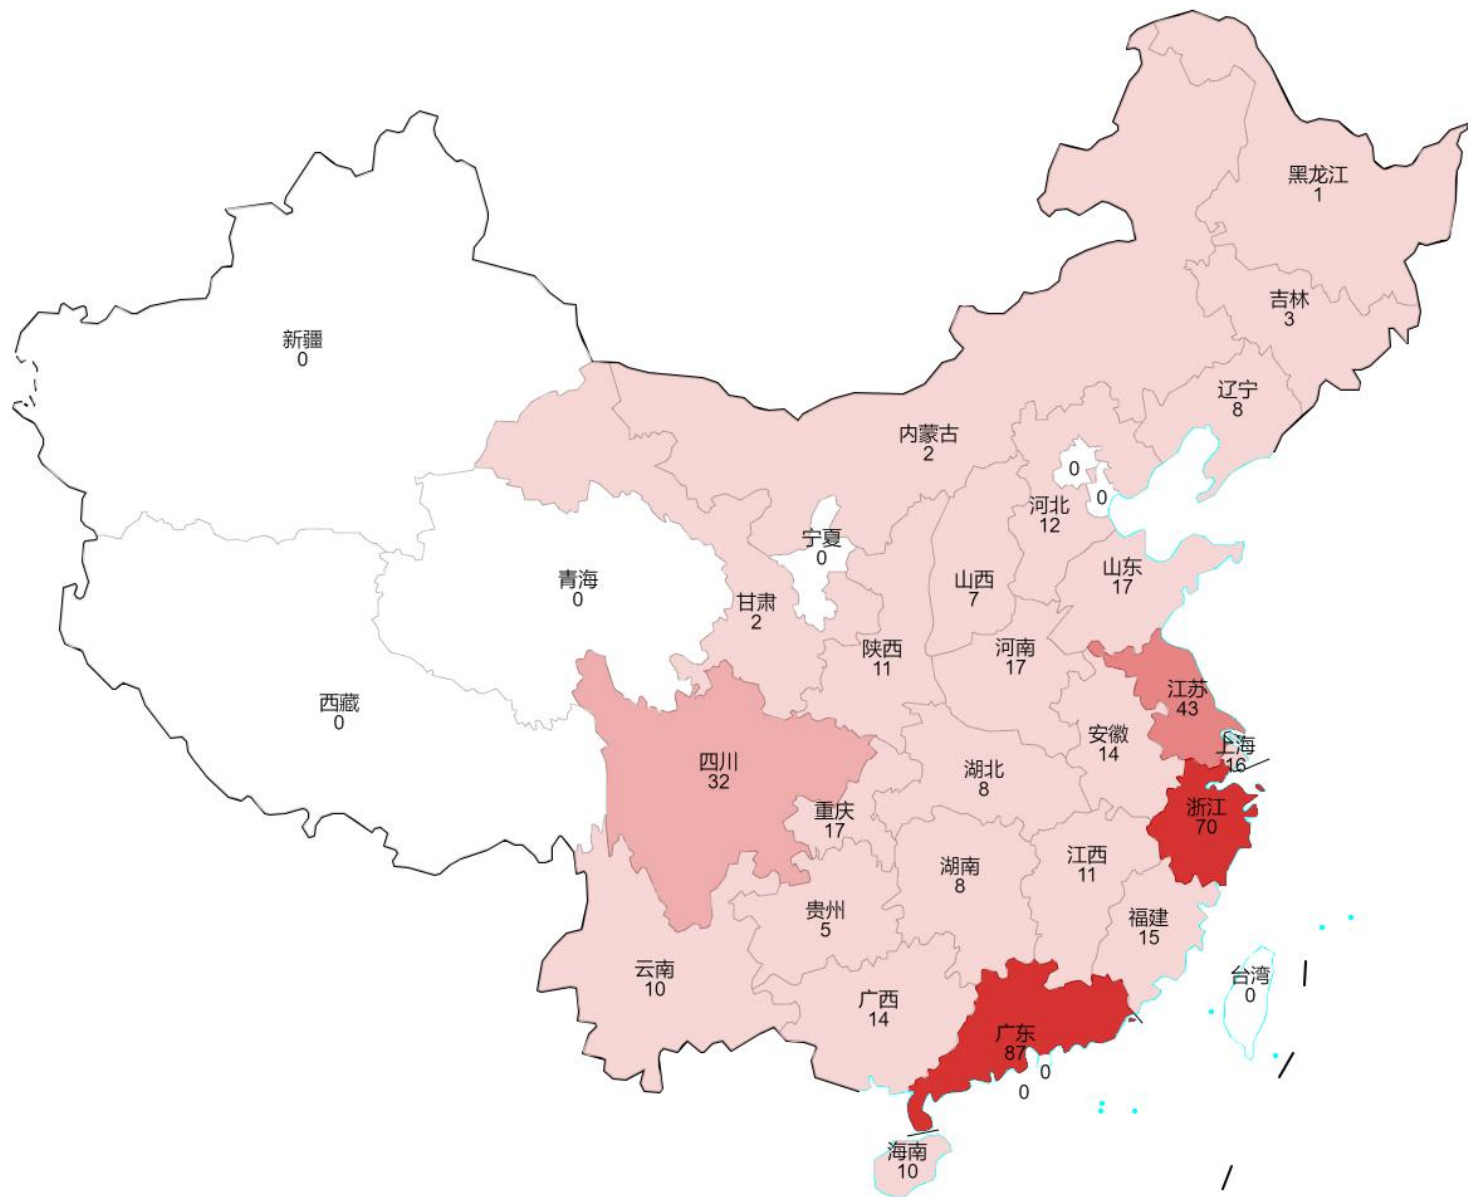 黑龙江
1
吉林
3
新疆
0
辽宁
8
内蒙古
2
0
0
河北
12
宁夏
0
山东
17
青海
0
山西
7
甘肃
2
陕西
11
河南
17
江苏
43
西藏
0
安徽
14
上海
16
四川
32
湖北
8
浙江
70
重庆
17
江西
11
湖南
8
贵州
5
福建
15
云南
10
台湾
0
广西
14
广东
87
0
0
海南
10